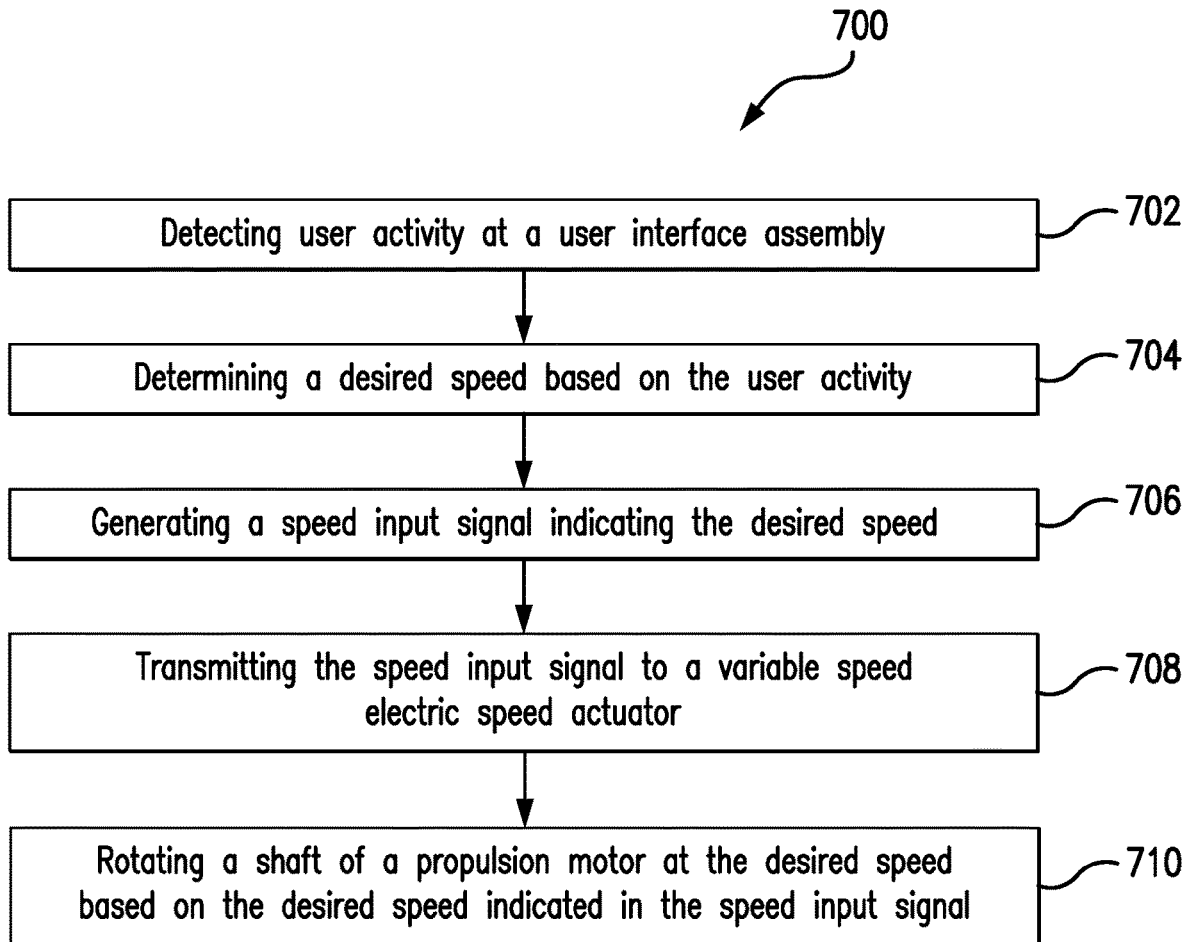 700
Detecting user activity at a user interface assembly
702
Determining a desired speed based on the user activity
704
Generating a speed input signal indicating the desired speed
706
Transmitting the speed input signal to a variable speed
electric speed actuator
708
Rotating a shaft of a propulsion motor at the desired speed
based on the desired speed indicated in the speed input signal
710